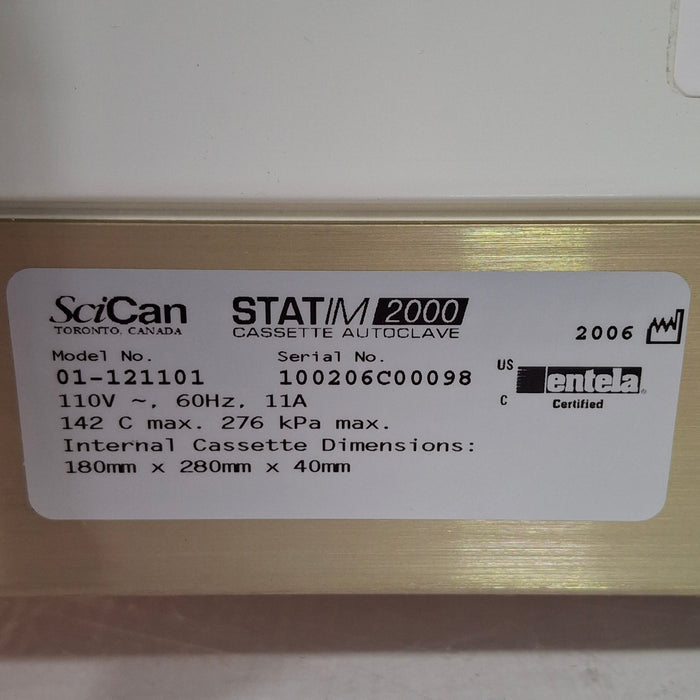 SciCan
TORONTO, CANADA
STATIM 2000
CASSETTE AUTOCLAVE
2006
Model No.
01-121101
Serial No.
100206C00098
110V ~, 60Hz, 11A
142 C max. 276 kPa max.
Internal Cassette Dimensions:
180mm x 280mm x 40mm
US
C
entela®
Certified